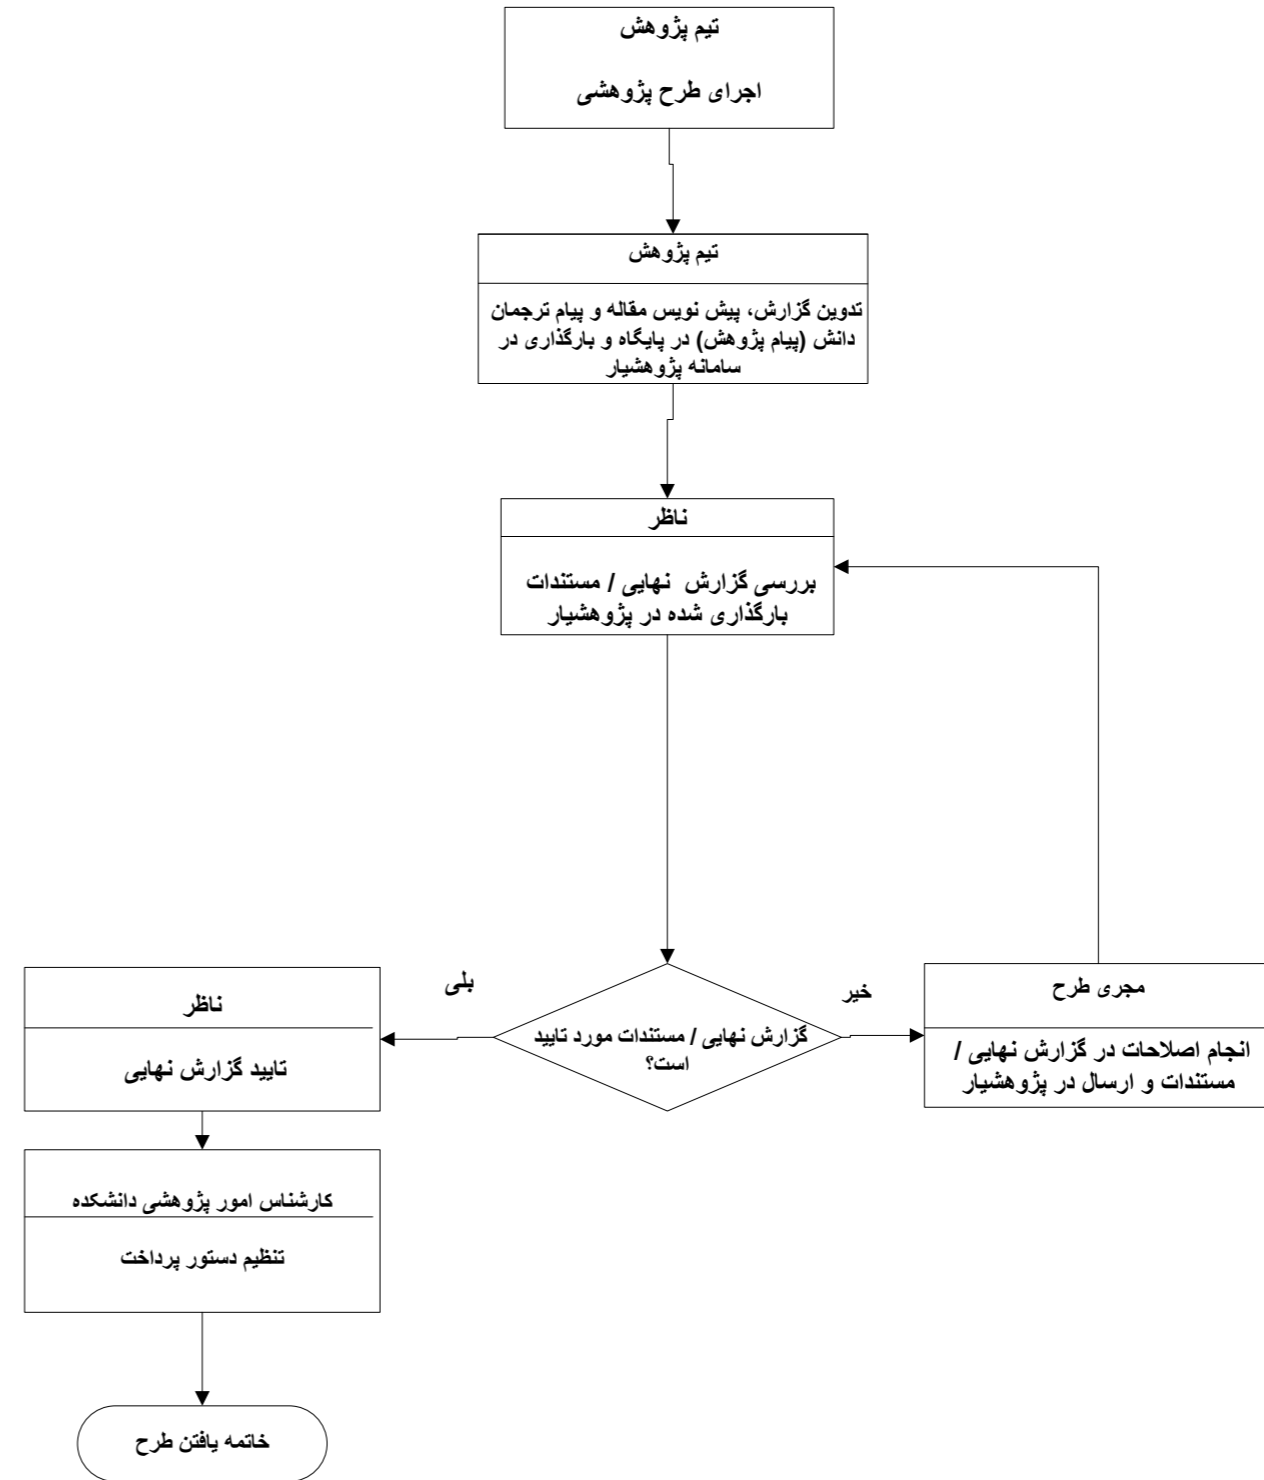 تیم پژوهش
اجرای طرح پژوهشی
تیم پژوهش
تدوین گزارش، پیش نویس مقاله و پیام ترجمان
دانش (پیام پژوهش) در پایگاه و بارگذاری در
سامانه پژوهشیار
ناظر
بررسی گزارش نهایی / مستندات
بارگذاری شده در پژوهشیار
گزارش نهایی / مستندات مورد تایید
است؟
خیر
مجری طرح
انجام اصلاحات در گزارش نهایی /
مستندات و ارسال در پژوهشیار
بلی
ناظر
تایید گزارش نهایی
کارشناس امور پژوهشی دانشکده
تنظیم دستور پرداخت
خاتمه یافتن طرح